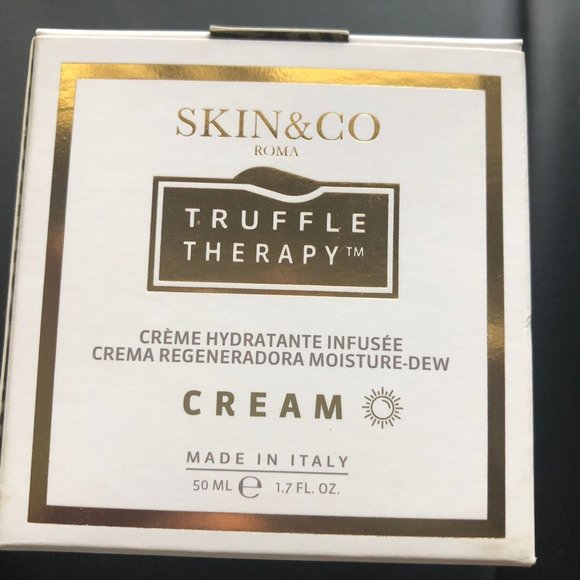 SKIN&CO
ROMA
TRUFFLE
THERAPY™
CRÈME HYDRATANTE INFUSÉE
CREMA REGENERADORA MOISTURE-DEW
CREAM
MADE IN ITALY
50 ML ℮ 1.7 FL. OZ.